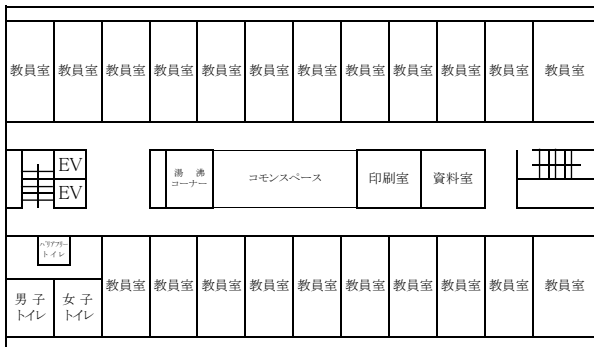 教員室 教員室 教員室 教員室 教員室 教員室 教員室 教員室 教員室 教員室 教員室 教員室
EV
EV
湯 沸
コーナー
コモンスペース
印刷室
資料室
バリアフリー
トイレ
男 子
トイレ
女 子
トイレ
教員室 教員室 教員室 教員室 教員室 教員室 教員室 教員室 教員室 教員室